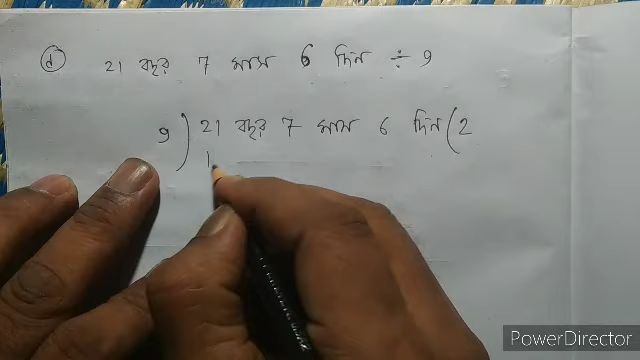 (d) 21 বছর 7 মাস 6 দিন ÷ 9
9 ) 21 বছর 7 মাস 6 দিন ( 2
1
PowerDirector